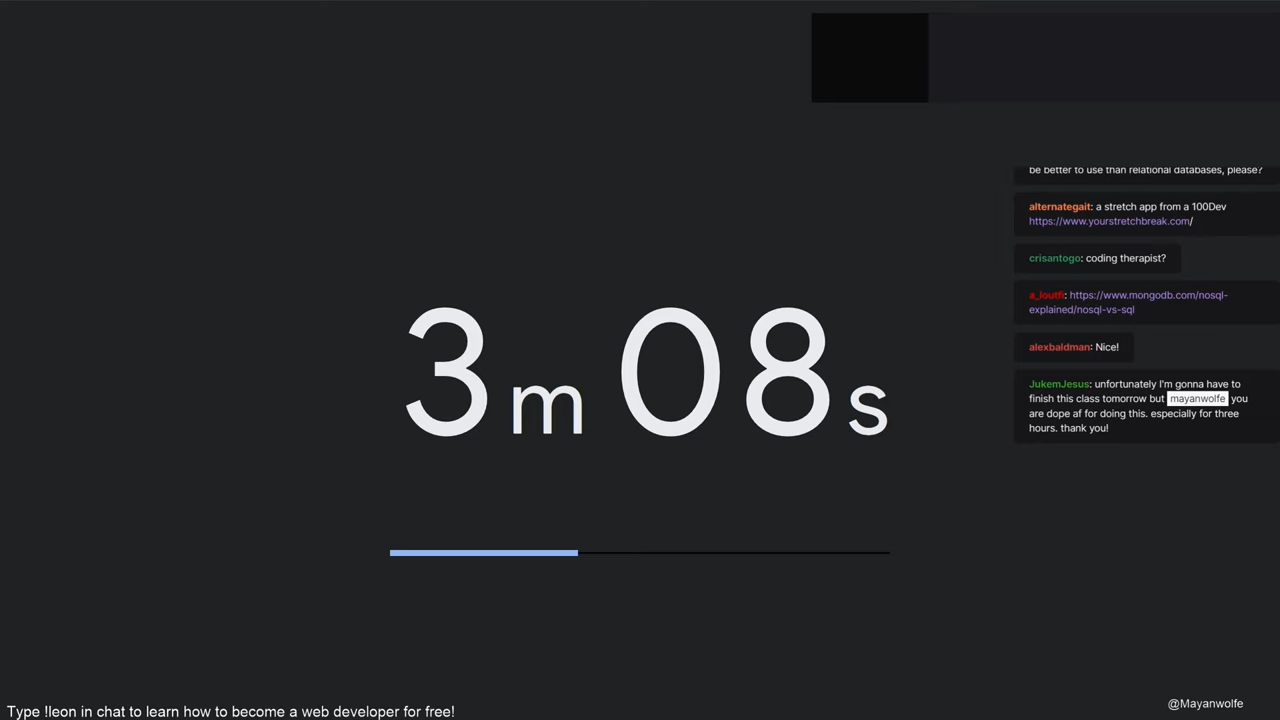 be better to use than relational databases, please?
alternategait: a stretch app from a 100Dev
https://www.yourstretchbreak.com/
crisantogo: coding therapist?
a_loutfi: https://www.mongodb.com/nosql-
explained/nosql-vs-sql
alexbaldman: Nice!
JukemJesus: unfortunately I'm gonna have to
finish this class tomorrow but mayanwolfe you
are dope af for doing this. especially for three
hours. thank you!
3m 08s
Type !leon in chat to learn how to become a web developer for free!
@Mayanwolfe